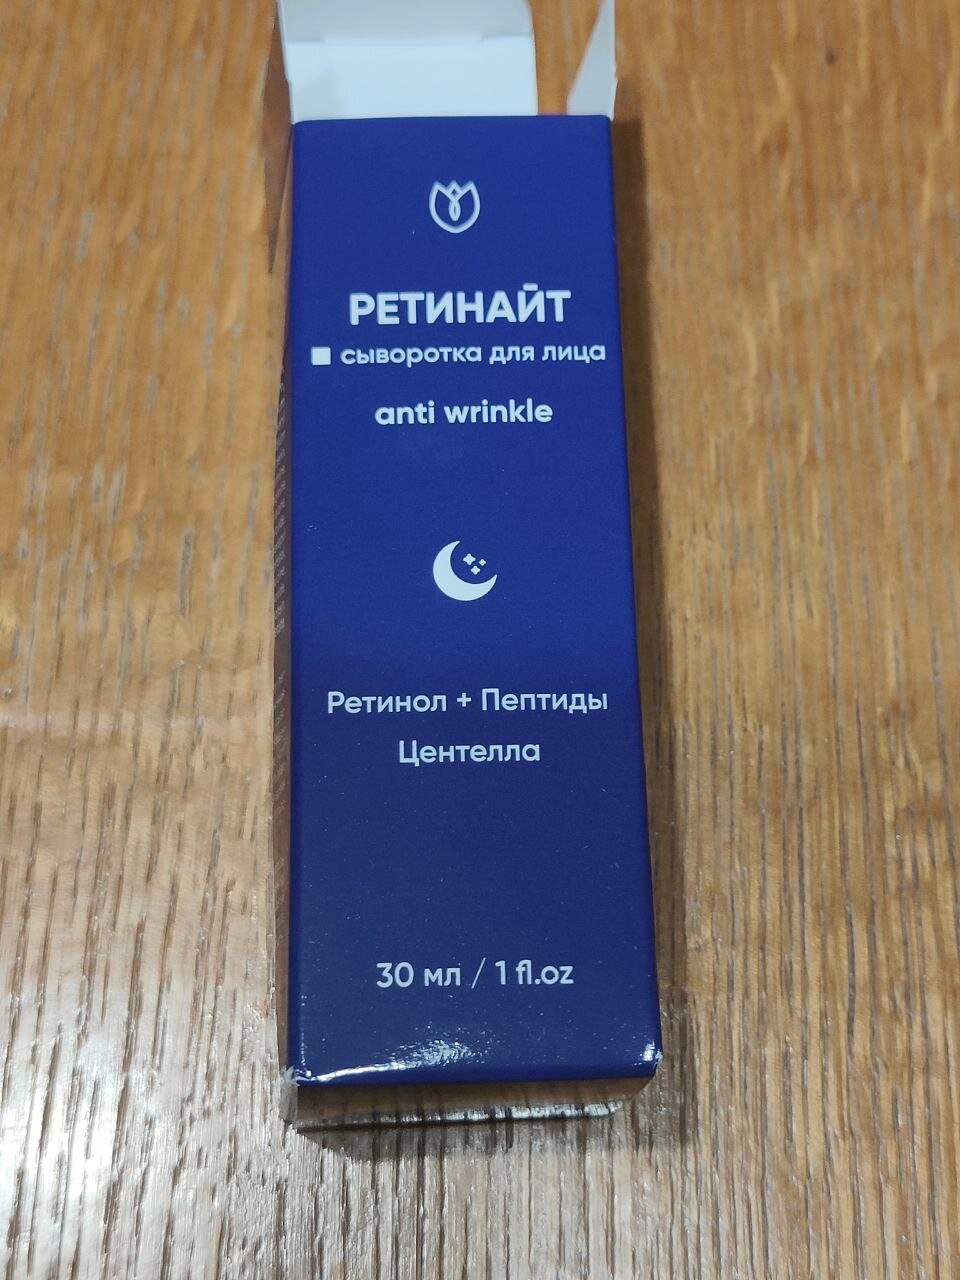 РЕТИНАЙТ
сыворотка для лица
anti wrinkle
Ретинол + Пептиды
Центелла
30 мл / 1 fl.oz